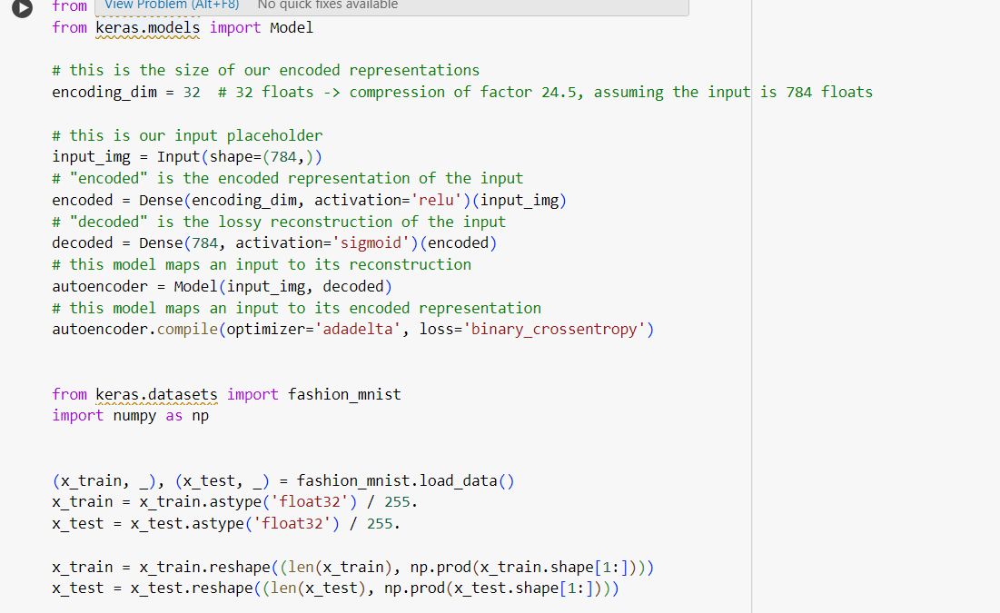 from View Problem (Alt+F8) No quick fixes available
from keras.models import Model
# this is the size of our encoded representations
encoding_dim = 32  # 32 floats -> compression of factor 24.5, assuming the input is 784 floats
# this is our input placeholder
input_img = Input(shape=(784,))
# "encoded" is the encoded representation of the input
encoded = Dense(encoding_dim, activation='relu')(input_img)
# "decoded" is the lossy reconstruction of the input
decoded = Dense(784, activation='sigmoid')(encoded)
# this model maps an input to its reconstruction
autoencoder = Model(input_img, decoded)
# this model maps an input to its encoded representation
autoencoder.compile(optimizer='adadelta', loss='binary_crossentropy')
from keras.datasets import fashion_mnist
import numpy as np
(x_train, _), (x_test, _) = fashion_mnist.load_data()
x_train = x_train.astype('float32') / 255.
x_test = x_test.astype('float32') / 255.
x_train = x_train.reshape((len(x_train), np.prod(x_train.shape[1:])))
x_test = x_test.reshape((len(x_test), np.prod(x_test.shape[1:])))